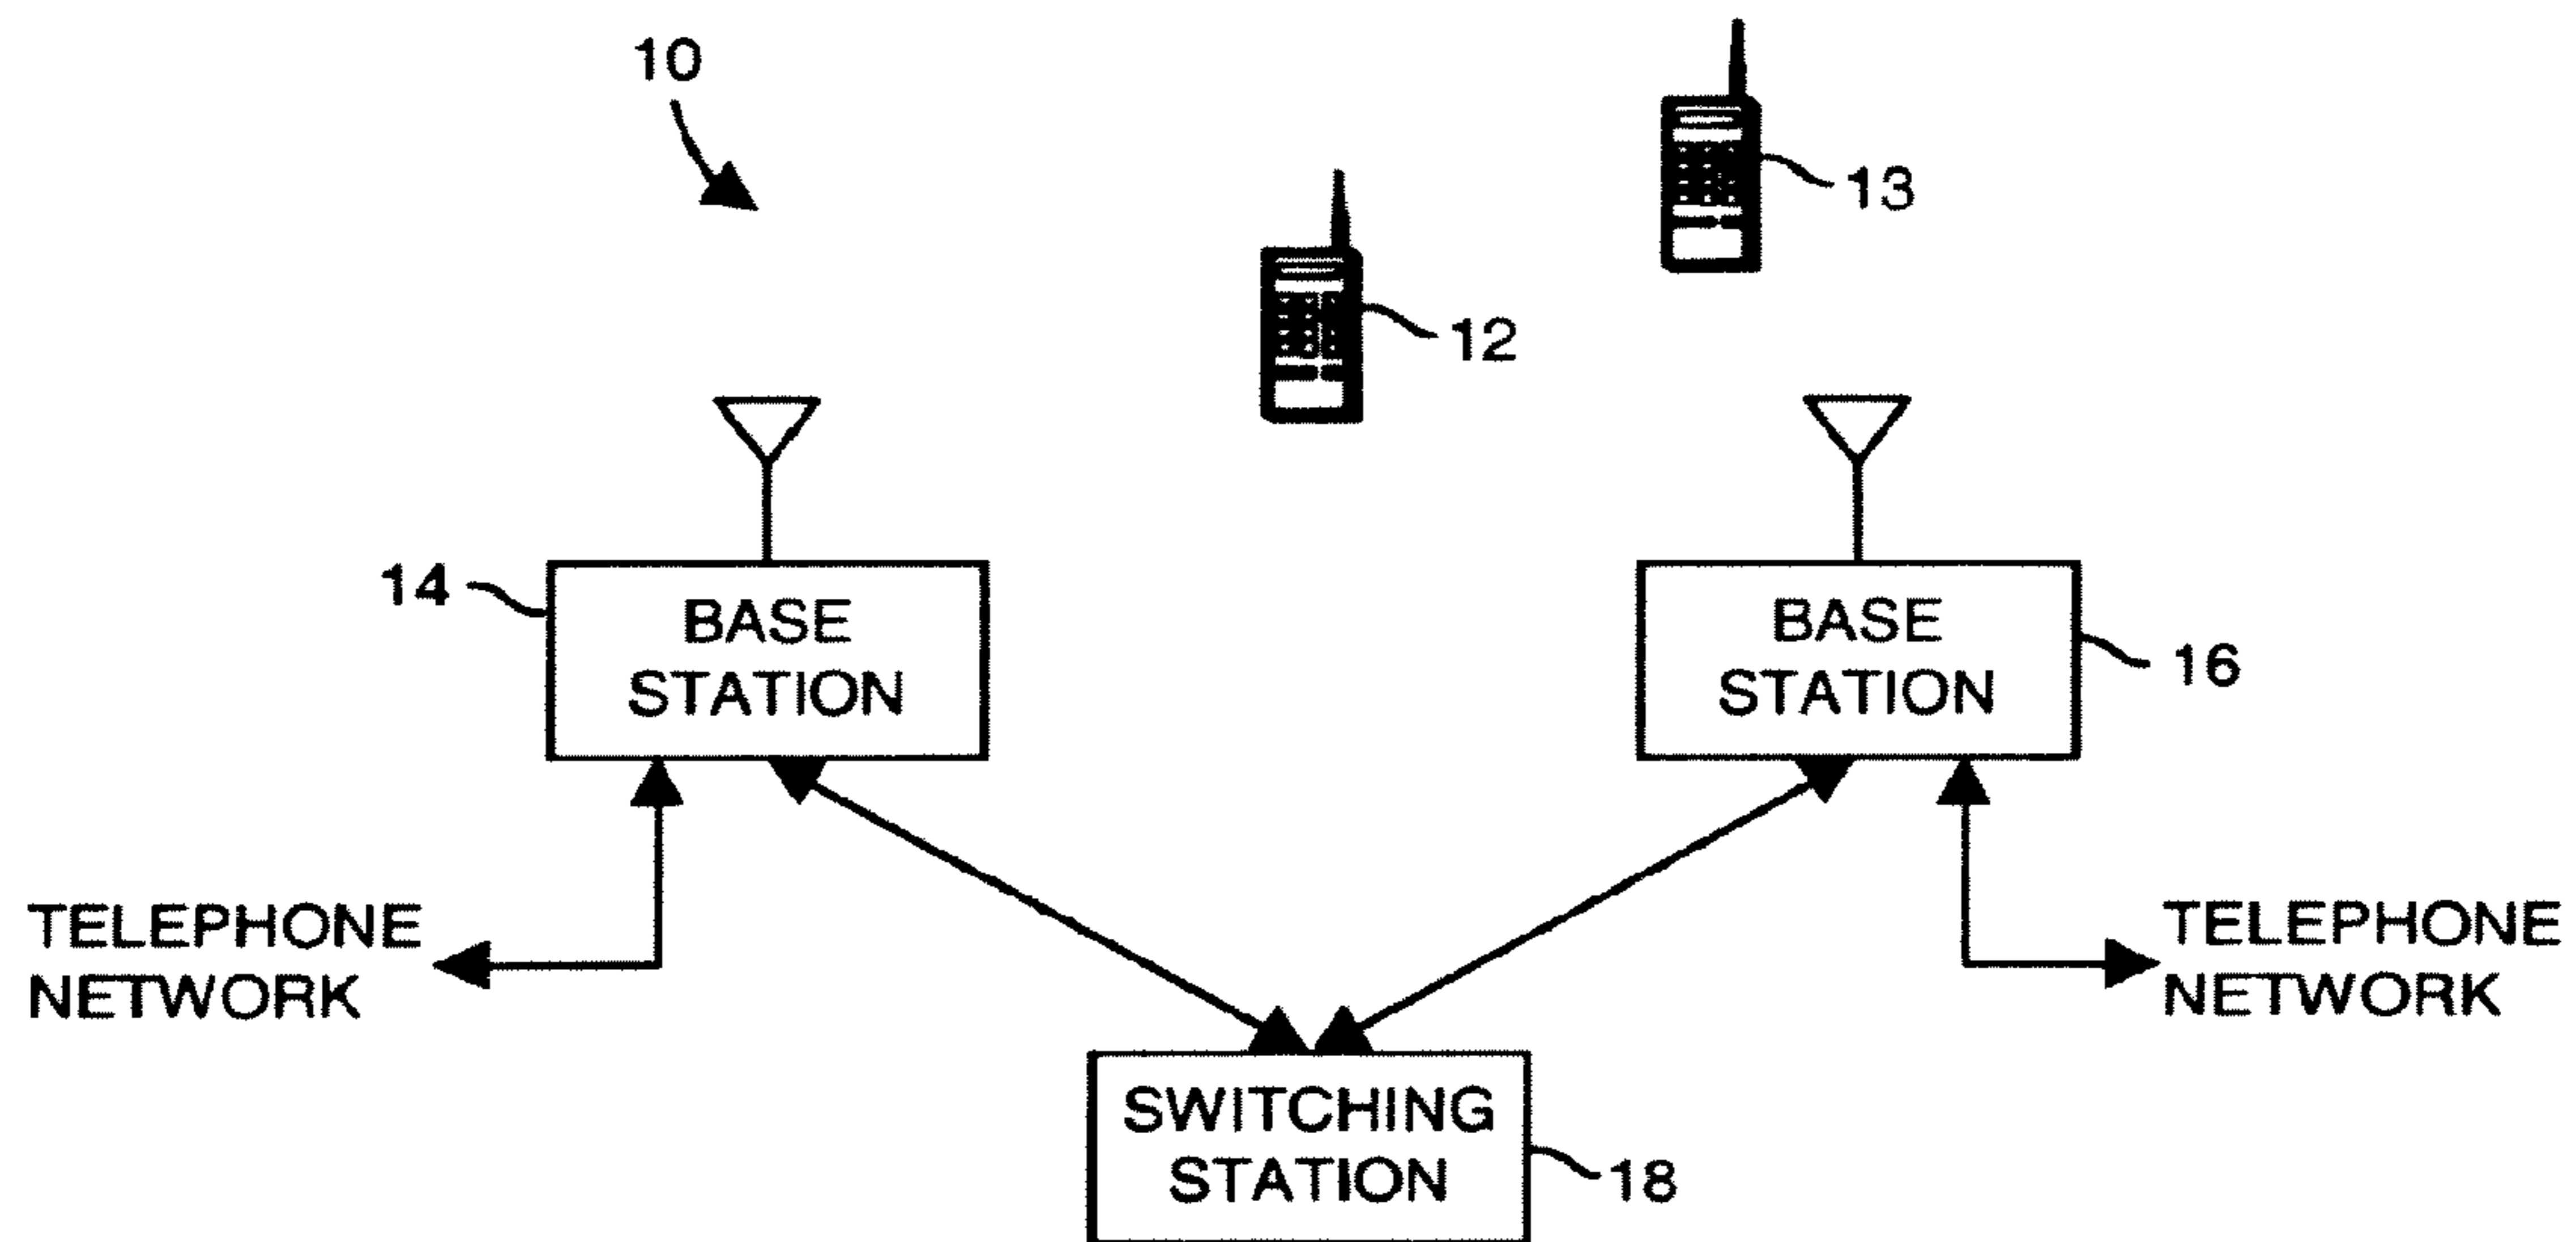 10
13
12
14
BASE
STATION
BASE
STATION
16
TELEPHONE
NETWORK
TELEPHONE
NETWORK
SWITCHING
STATION
18